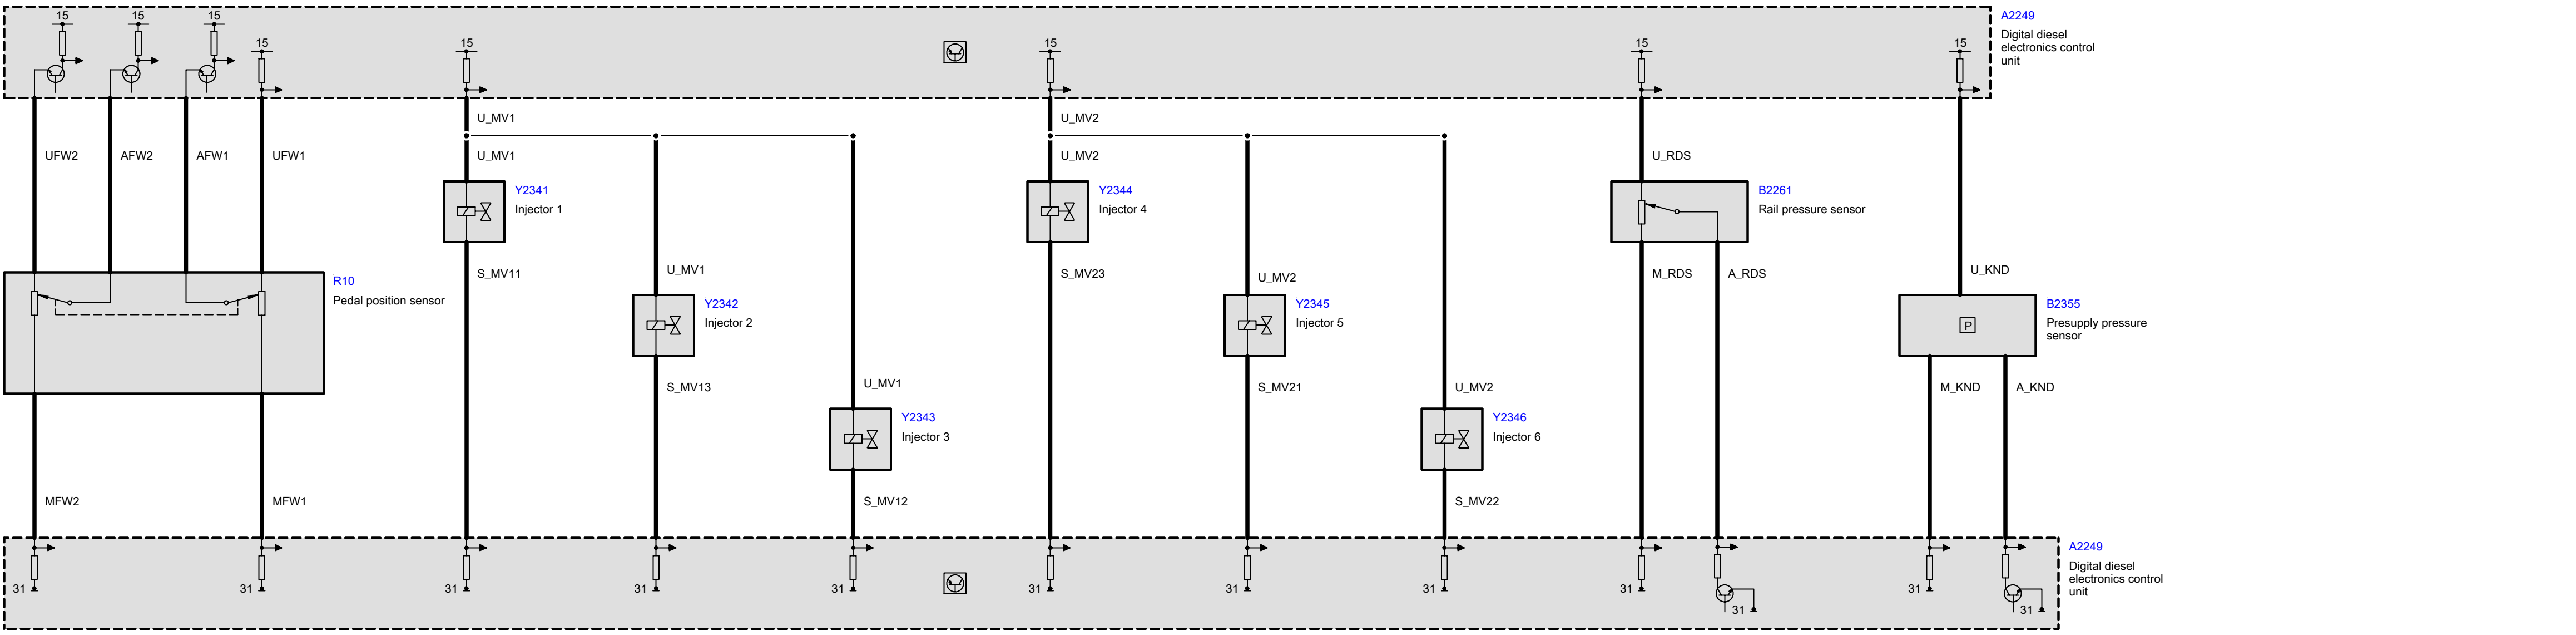 15
15
15
15
15
15
15
15
A2249
Digital diesel
electronics control
unit
U_MV1
U_MV2
UFW2
AFW2
AFW1
UFW1
U_MV1
U_MV2
U_RDS
Y2341
Injector 1
Y2344
Injector 4
B2261
Rail pressure sensor
R10
Pedal position sensor
S_MV11
U_MV1
S_MV23
U_MV2
M_RDS
A_RDS
U_KND
Y2342
Injector 2
Y2345
Injector 5
P
B2355
Presupply pressure
sensor
S_MV13
U_MV1
S_MV21
U_MV2
M_KND
A_KND
Y2343
Injector 3
Y2346
Injector 6
MFW2
MFW1
S_MV12
S_MV22
A2249
Digital diesel
electronics control
unit
31
31
31
31
31
31
31
31
31
31
31
31